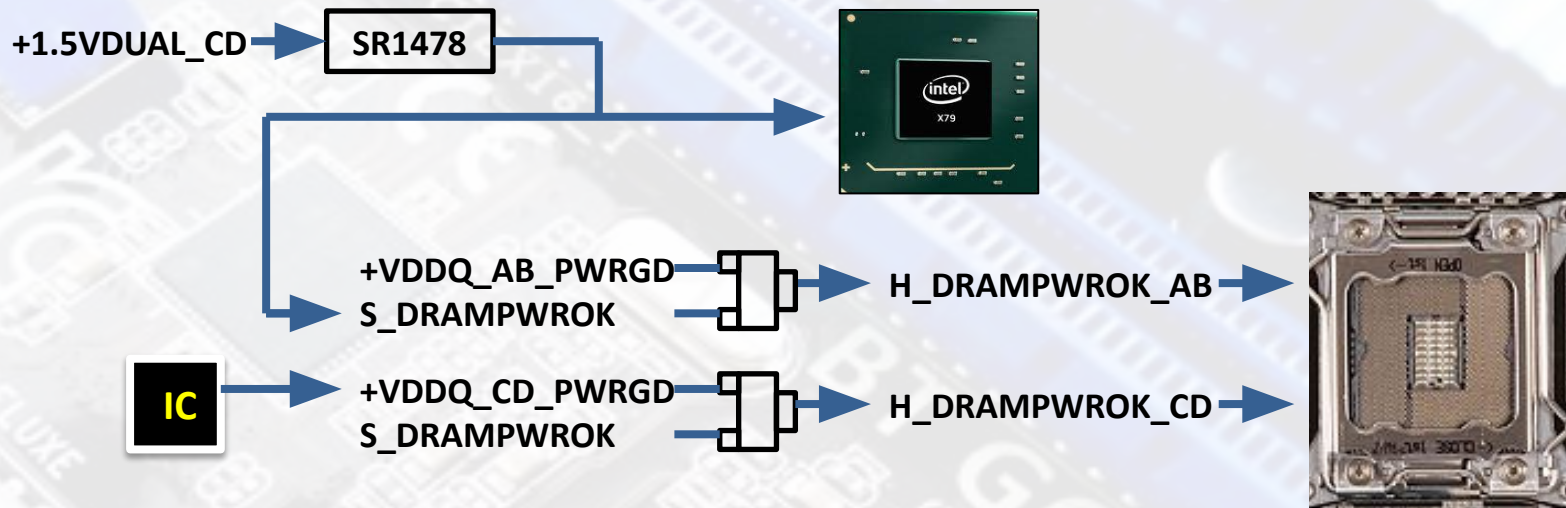 +1.5VDUAL_CD
SR1478
intel
X79
+VDDQ_AB_PWRGD
S_DRAMPWROK
H_DRAMPWROK_AB
IC
+VDDQ_CD_PWRGD
S_DRAMPWROK
H_DRAMPWROK_CD